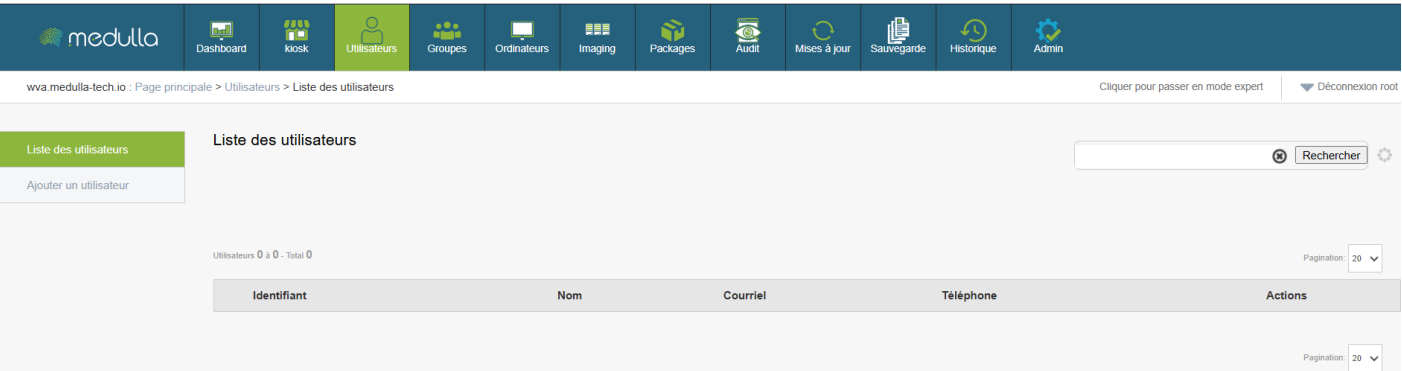 medulla
Dashboard kiosk Utilisateurs Groupes Ordinateurs Imaging Packages Audit Mises à jour Sauvegarde Historique Admin
wva.medulla-tech.io : Page principale > Utilisateurs > Liste des utilisateurs Cliquer pour passer en mode expert Déconnexion root
Liste des utilisateurs
Ajouter un utilisateur
Liste des utilisateurs
Rechercher
Utilisateurs 0 à 0 - Total 0 Pagination: 20
Identifiant Nom Courriel Téléphone Actions
Pagination: 20